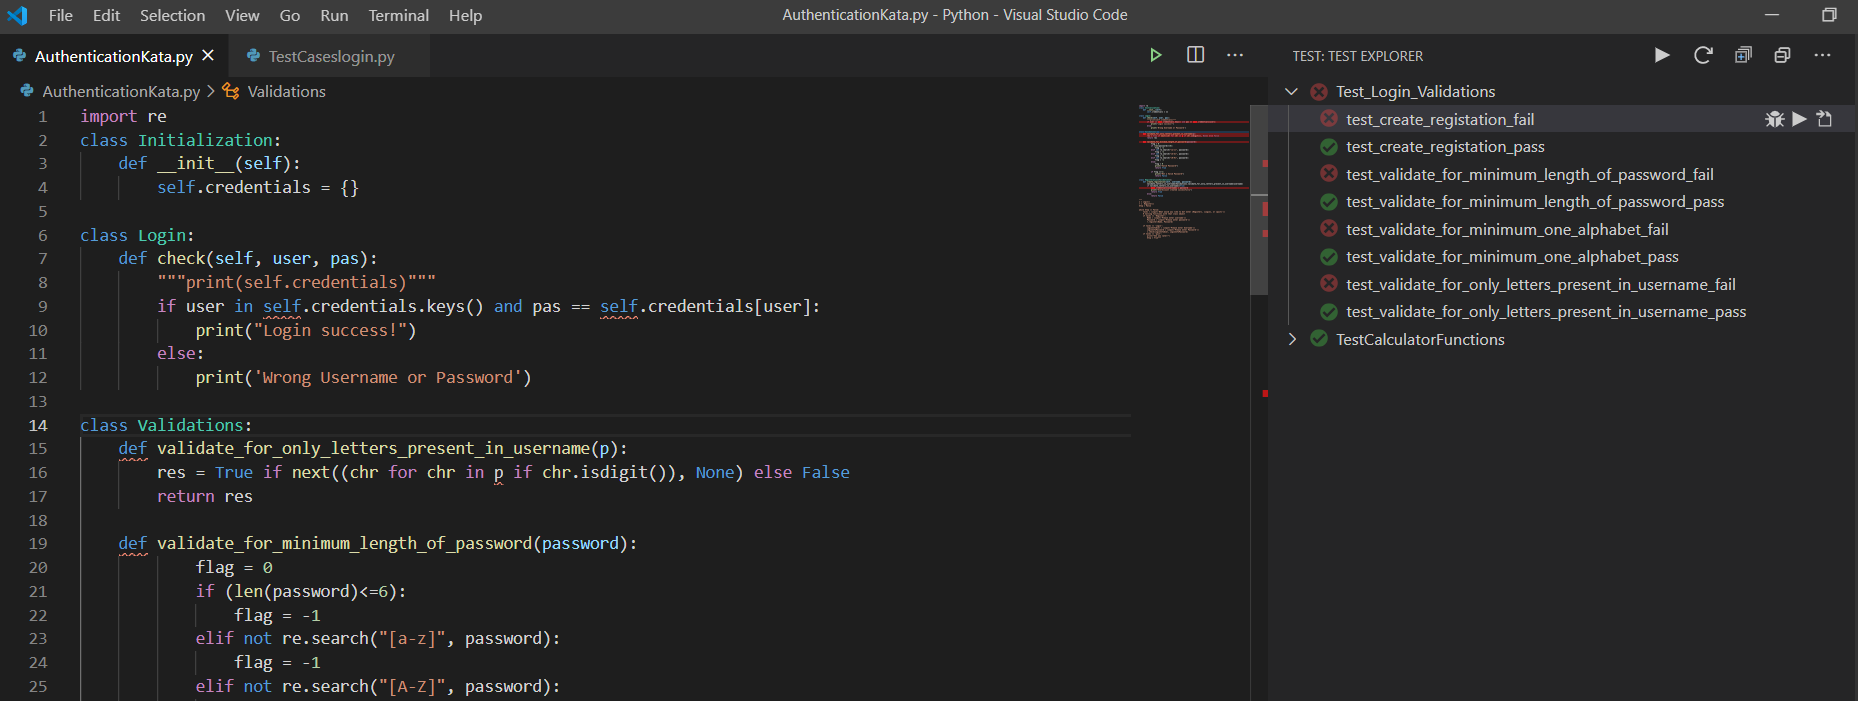 File Edit Selection View Go Run Terminal Help AuthenticationKata.py - Python - Visual Studio Code
AuthenticationKata.py TestCaseslogin.py
AuthenticationKata.py > Validations
1 import re
2 class Initialization:
3 def __init__(self):
4 self.credentials = {}
5
6 class Login:
7 def check(self, user, pas):
8 """print(self.credentials)"""
9 if user in self.credentials.keys() and pas == self.credentials[user]:
10 print("Login success!")
11 else:
12 print('Wrong Username or Password')
13
14 class Validations:
15 def validate_for_only_letters_present_in_username(p):
16 res = True if next((chr for chr in p if chr.isdigit()), None) else False
17 return res
18
19 def validate_for_minimum_length_of_password(password):
20 flag = 0
21 if (len(password)<=6):
22 flag = -1
23 elif not re.search("[a-z]", password):
24 flag = -1
25 elif not re.search("[A-Z]", password):
TEST: TEST EXPLORER
Test_Login_Validations
test_create_registation_fail
test_create_registation_pass
test_validate_for_minimum_length_of_password_fail
test_validate_for_minimum_length_of_password_pass
test_validate_for_minimum_one_alphabet_fail
test_validate_for_minimum_one_alphabet_pass
test_validate_for_only_letters_present_in_username_fail
test_validate_for_only_letters_present_in_username_pass
TestCalculatorFunctions